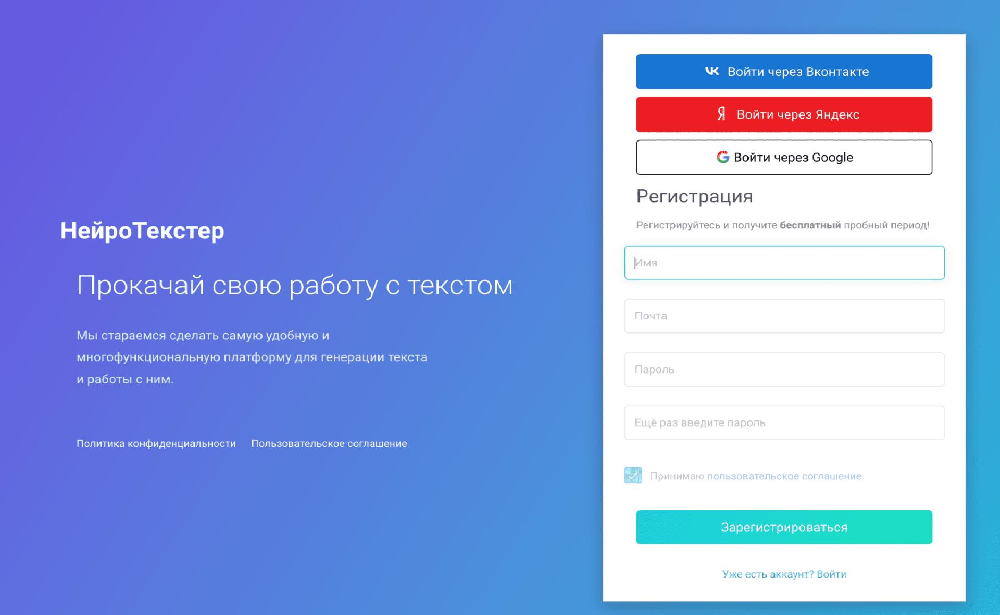 НейроТекстер
Прокачай свою работу с текстом
Мы стараемся сделать самую удобную и
многофункциональную платформу для генерации текста
и работы с ним.
Политика конфиденциальности Пользовательское соглашение
Войти через Вконтакте
Я Войти через Яндекс
Войти через Google
Регистрация
Регистрируйтесь и получите бесплатный пробный период!
Имя
Почта
Пароль
Ещё раз введите пароль
Принимаю пользовательское соглашение
Зарегистрироваться
Уже есть аккаунт? Войти